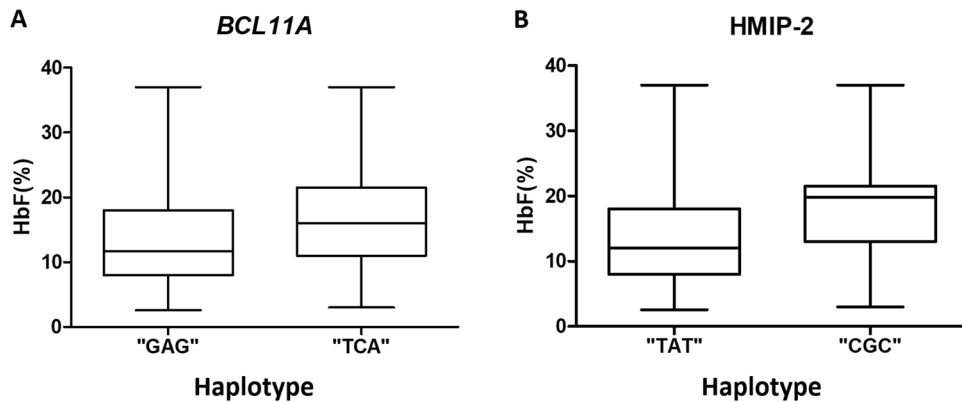 A
BCL11A
HbF(%)
40
30
20
10
0
"GAG"
"TCA"
Haplotype
B
HMIP-2
HbF(%)
40
30
20
10
0
"TAT"
"CGC"
Haplotype